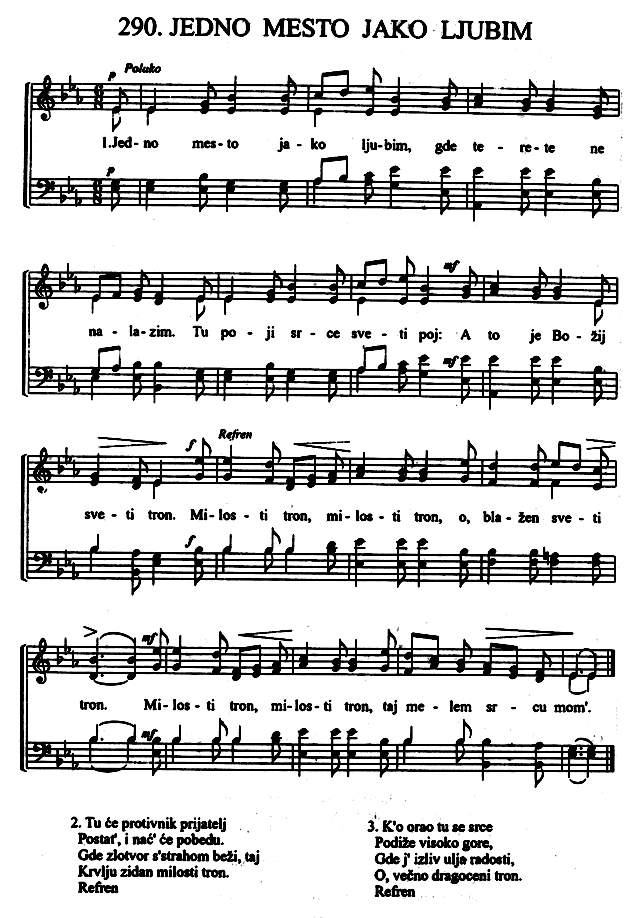 290. JEDNO MESTO JAKO LJUBIM
p Polako
1.Jed-no mes-to ja-ko lju-bim, gde te-re-te ne
p
mf
na-la-zim. Tu po-ji sr-ce sve-ti poj: A to je Bo-žij
mf
f Refren
sve-ti tron. Mi-los-ti tron, mi-los-ti tron, o, bla-žen sve-ti
f
mf
tron. Mi-los-ti tron, mi-los-ti tron, taj me-lem sr-cu mom'.
mf
2. Tu će protivnik prijatelj
Postat', i nać' će pobedu.
Gde zlotvor s'strahom beži, taj
Krvlju zidan milosti tron.
Refren
3. K'o orao tu se srce
Podiže visoko gore,
Gde j' izliv ulja radosti,
O, večno dragoceni tron.
Refren